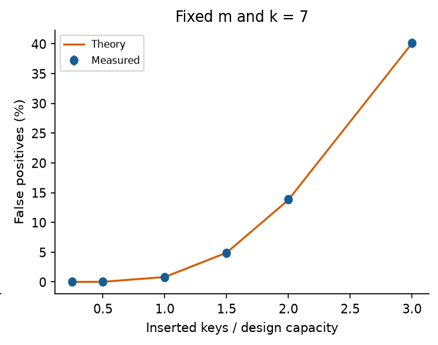 Fixed m and k = 7
False positives (%)
40
35
30
25
20
15
10
5
0
Theory
Measured
0.5 1.0 1.5 2.0 2.5 3.0
Inserted keys / design capacity